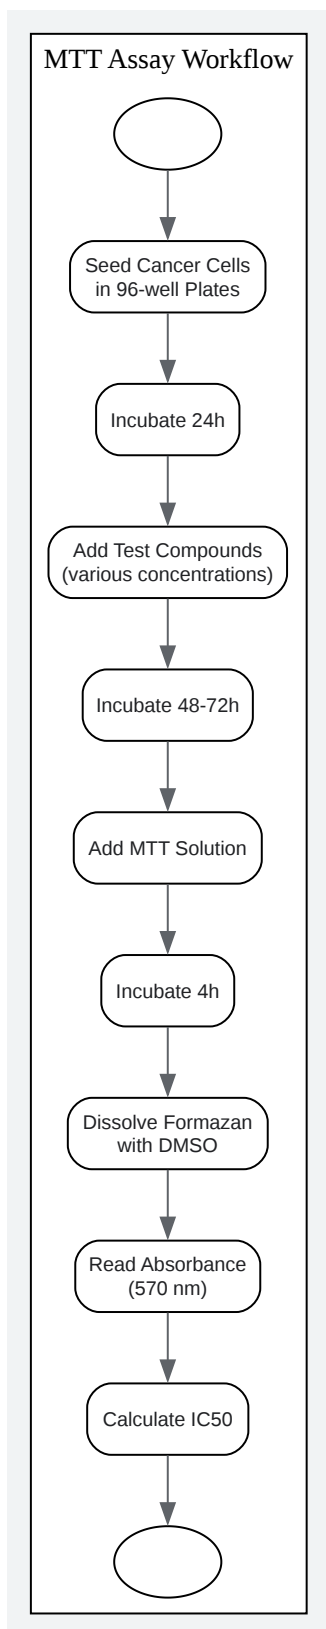 MTT Assay Workflow
Seed Cancer Cells
in 96-well Plates
Incubate 24h
Add Test Compounds
(various concentrations)
Incubate 48-72h
Add MTT Solution
Incubate 4h
Dissolve Formazan
with DMSO
Read Absorbance
(570 nm)
Calculate IC50